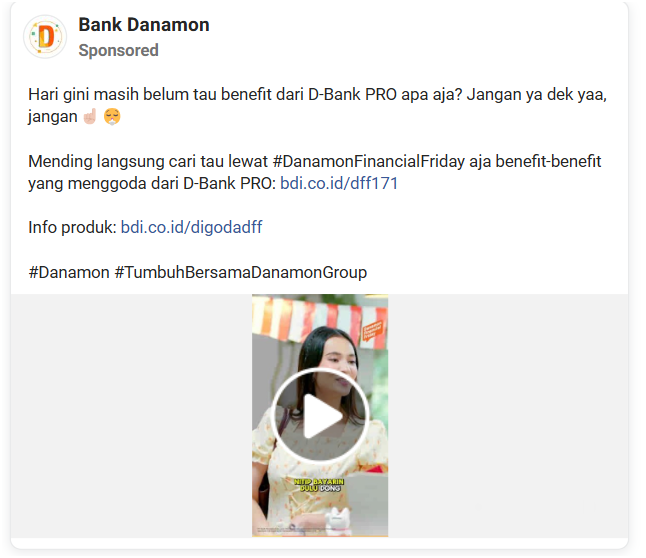 Bank Danamon
Sponsored
Hari gini masih belum tau benefit dari D-Bank PRO apa aja? Jangan ya dek yaa,
jangan ☝🏻 😤
Mending langsung cari tau lewat #DanamonFinancialFriday aja benefit-benefit
yang menggoda dari D-Bank PRO: bdi.co.id/dff171
Info produk: bdi.co.id/digodadff
#Danamon #TumbuhBersamaDanamonGroup
NITIP BAYARIN
DULU DONG